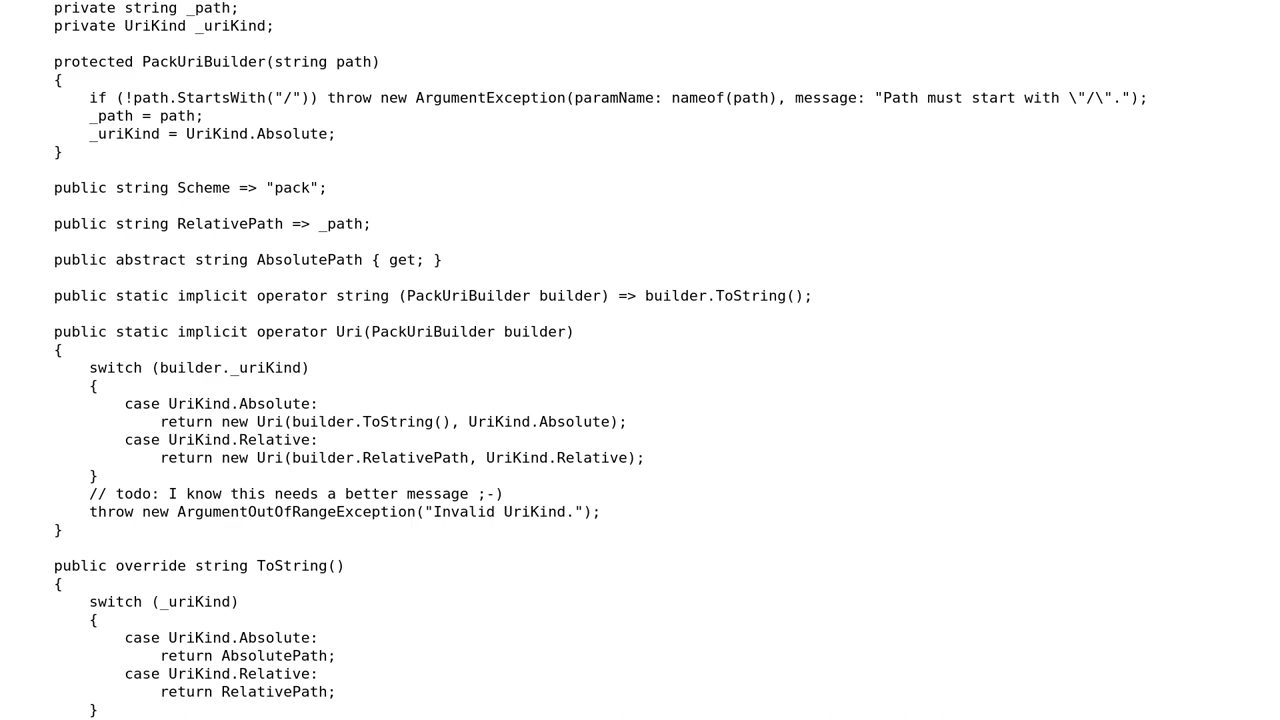 private string _path;
private UriKind _uriKind;

protected PackUriBuilder(string path)
{
    if (!path.StartsWith("/")) throw new ArgumentException(paramName: nameof(path), message: "Path must start with \"/\".");
    _path = path;
    _uriKind = UriKind.Absolute;
}

public string Scheme => "pack";

public string RelativePath => _path;

public abstract string AbsolutePath { get; }

public static implicit operator string (PackUriBuilder builder) => builder.ToString();

public static implicit operator Uri(PackUriBuilder builder)
{
    switch (builder._uriKind)
    {
        case UriKind.Absolute:
            return new Uri(builder.ToString(), UriKind.Absolute);
        case UriKind.Relative:
            return new Uri(builder.RelativePath, UriKind.Relative);
    }
    // todo: I know this needs a better message ;-)
    throw new ArgumentOutOfRangeException("Invalid UriKind.");
}

public override string ToString()
{
    switch (_uriKind)
    {
        case UriKind.Absolute:
            return AbsolutePath;
        case UriKind.Relative:
            return RelativePath;
    }